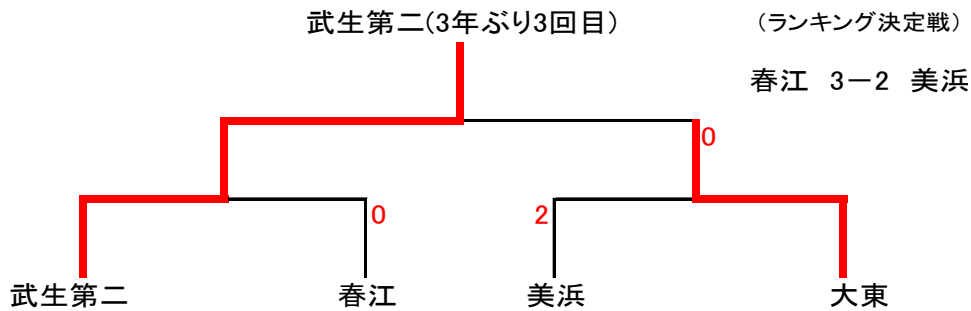 武生第二(3年ぶり3回目)
(ランキング決定戦)
春江 3－2 美浜
0
0
2
武生第二
春江
美浜
大東